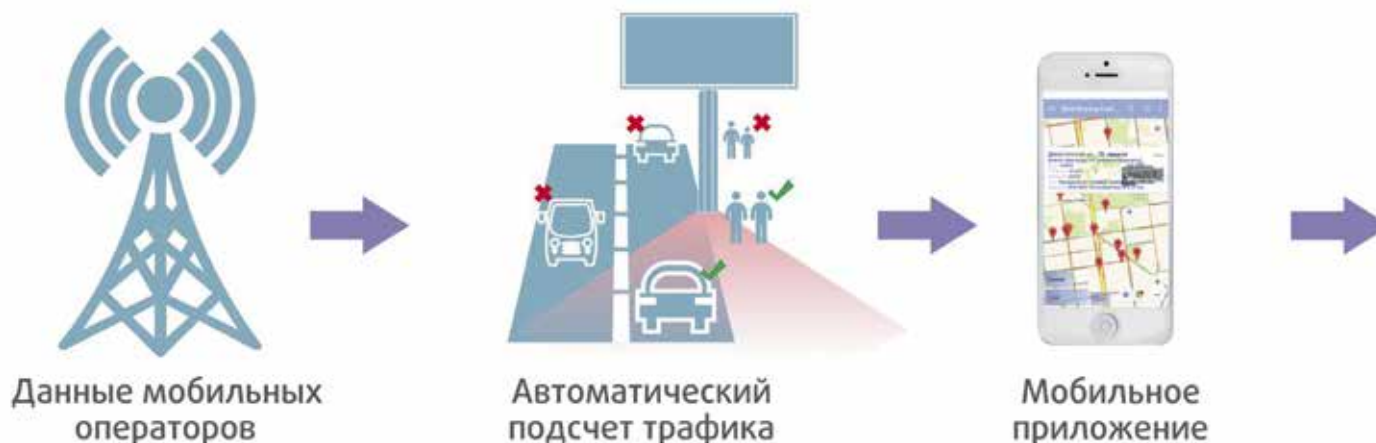 Данные мобильных
операторов
Автоматический
подсчет трафика
Мобильное
приложение